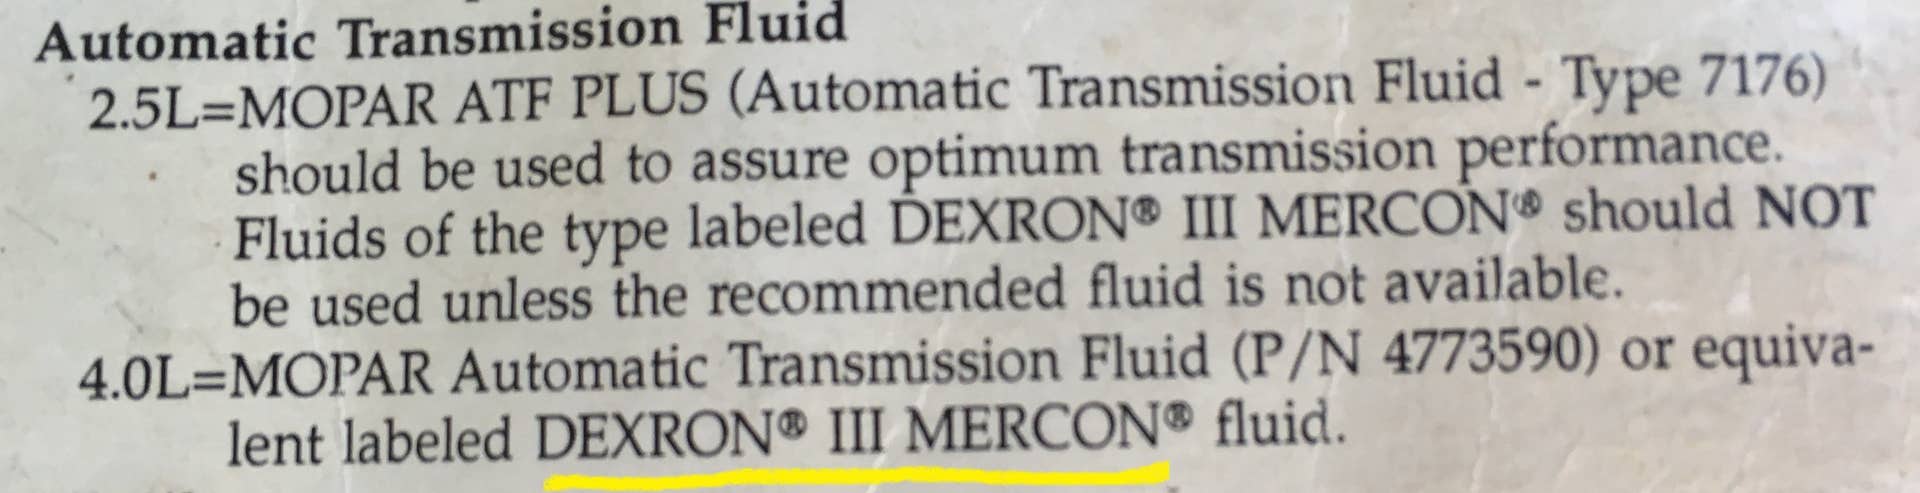 Automatic Transmission Fluid
2.5L=MOPAR ATF PLUS (Automatic Transmission Fluid - Type 7176)
should be used to assure optimum transmission performance.
Fluids of the type labeled DEXRON® III MERCON® should NOT
be used unless the recommended fluid is not available.
4.0L=MOPAR Automatic Transmission Fluid (P/N 4773590) or equiva-
lent labeled DEXRON® III MERCON® fluid.